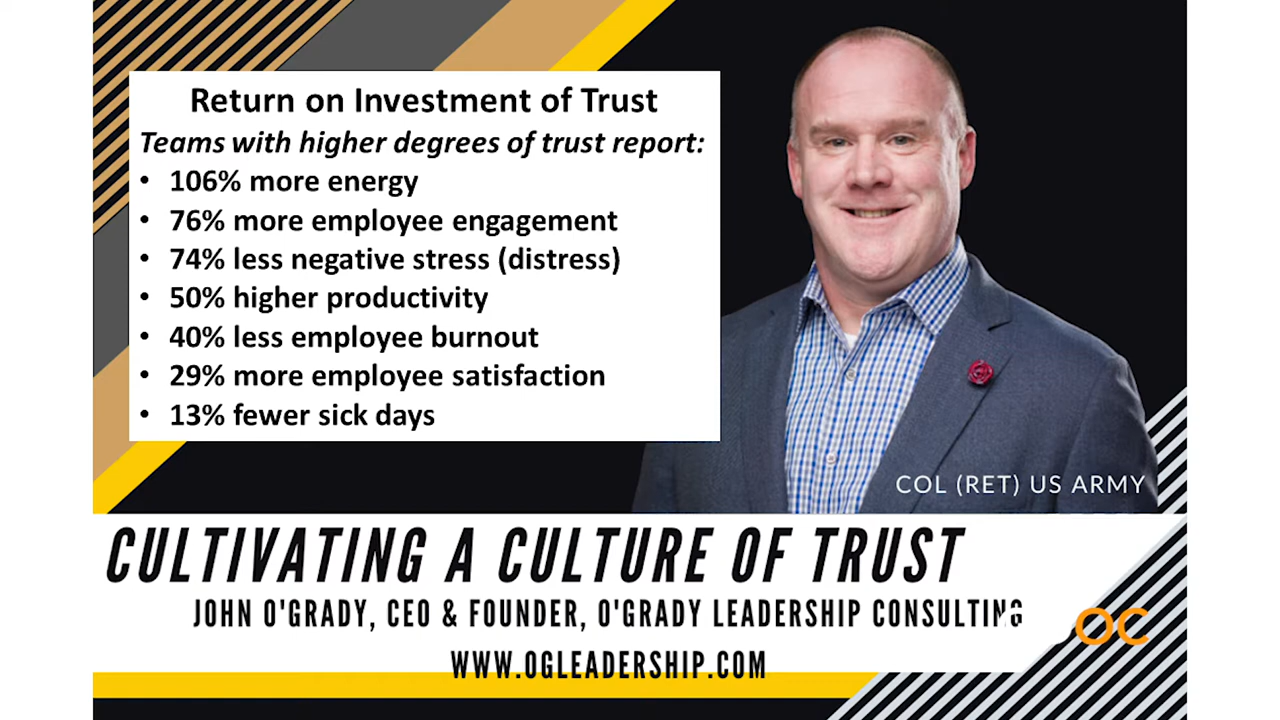 Return on Investment of Trust
Teams with higher degrees of trust report:
• 106% more energy
• 76% more employee engagement
• 74% less negative stress (distress)
• 50% higher productivity
• 40% less employee burnout
• 29% more employee satisfaction
• 13% fewer sick days
COL (RET) US ARMY
CULTIVATING A CULTURE OF TRUST
JOHN O'GRADY, CEO & FOUNDER, O'GRADY LEADERSHIP CONSULTING
WWW.OGLEADERSHIP.COM